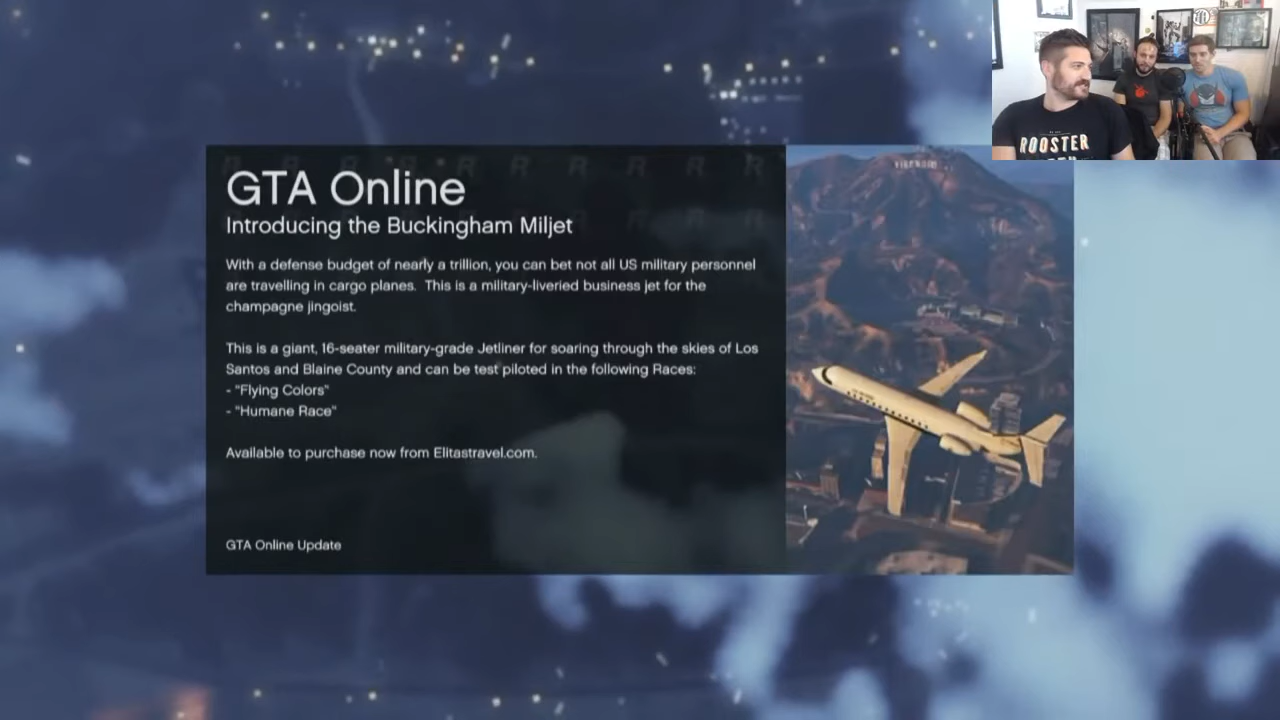 GTA Online
Introducing the Buckingham Miljet
With a defense budget of nearly a trillion, you can bet not all US military personnel
are travelling in cargo planes.  This is a military-liveried business jet for the
champagne jingoist.
This is a giant, 16-seater military-grade Jetliner for soaring through the skies of Los
Santos and Blaine County and can be test piloted in the following Races:
- "Flying Colors"
- "Humane Race"
Available to purchase now from Elitastravel.com.
GTA Online Update
VINEWOOD
ROOSTER